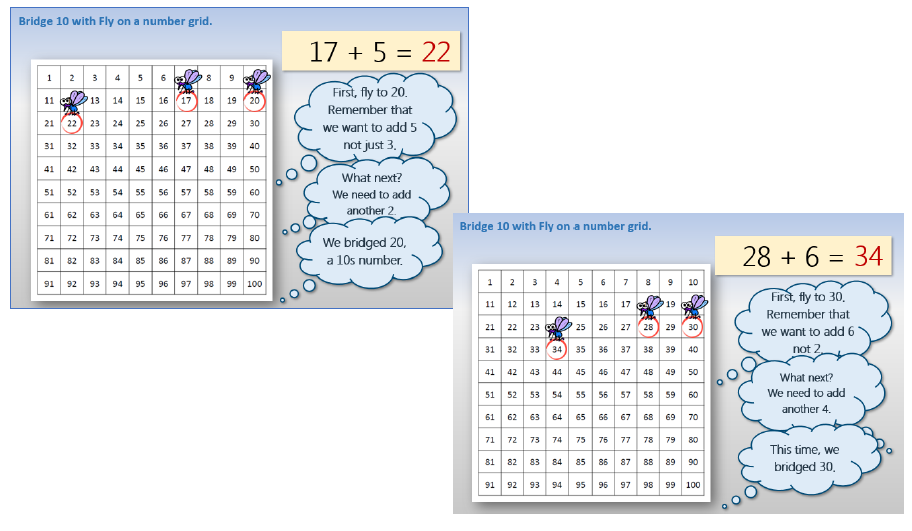 Bridge 10 with Fly on a number grid.
17 + 5 = 22
1 2 3 4 5 6 8 9
11 13 14 15 16 17 18 19 20
21 22 23 24 25 26 27 28 29 30
31 32 33 34 35 36 37 38 39 40
41 42 43 44 45 46 47 48 49 50
51 52 53 54 55 56 57 58 59 60
61 62 63 64 65 66 67 68 69 70
71 72 73 74 75 76 77 78 79 80
81 82 83 84 85 86 87 88 89 90
91 92 93 94 95 96 97 98 99 100
First, fly to 20.
Remember that
we want to add 5
not just 3.
What next?
We need to add
another 2.
We bridged 20,
a 10s number.
Bridge 10 with Fly on a number grid.
28 + 6 = 34
1 2 3 4 5 6 7 8 9 10
11 12 13 14 15 16 17 19
21 22 23 25 26 27 28 29 30
31 32 33 34 35 36 37 38 39 40
41 42 43 44 45 46 47 48 49 50
51 52 53 54 55 56 57 58 59 60
61 62 63 64 65 66 67 68 69 70
71 72 73 74 75 76 77 78 79 80
81 82 83 84 85 86 87 88 89 90
91 92 93 94 95 96 97 98 99 100
First, fly to 30.
Remember that
we want to add 6
not 2.
What next?
We need to add
another 4.
This time, we
bridged 30.